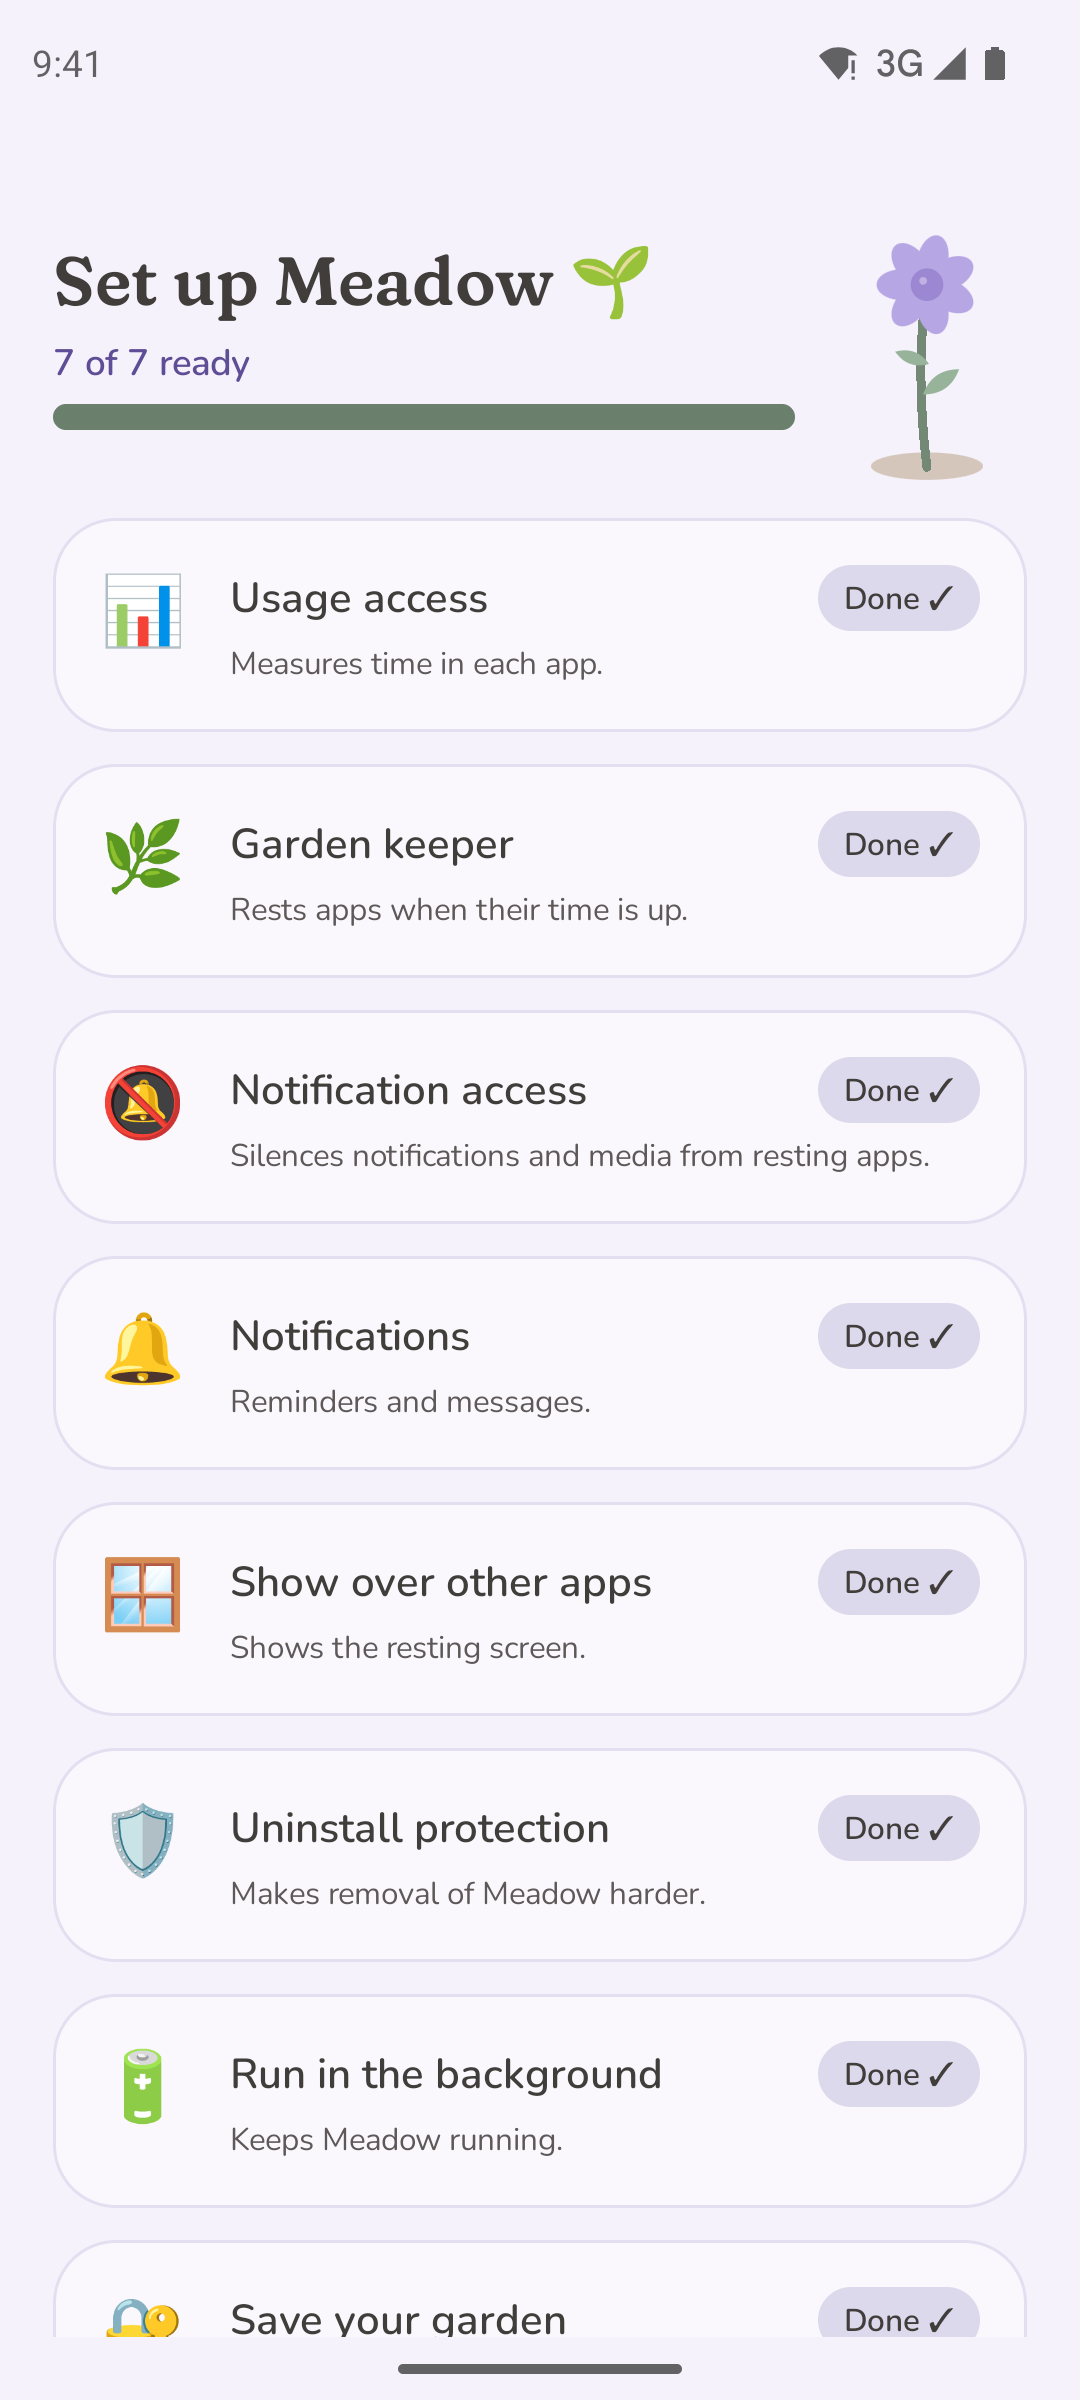 9:41
3G
Set up Meadow 🌱
7 of 7 ready
Usage access
Done ✓
Measures time in each app.
Garden keeper
Done ✓
Rests apps when their time is up.
Notification access
Done ✓
Silences notifications and media from resting apps.
Notifications
Done ✓
Reminders and messages.
Show over other apps
Done ✓
Shows the resting screen.
Uninstall protection
Done ✓
Makes removal of Meadow harder.
Run in the background
Done ✓
Keeps Meadow running.
Save your garden
Done ✓